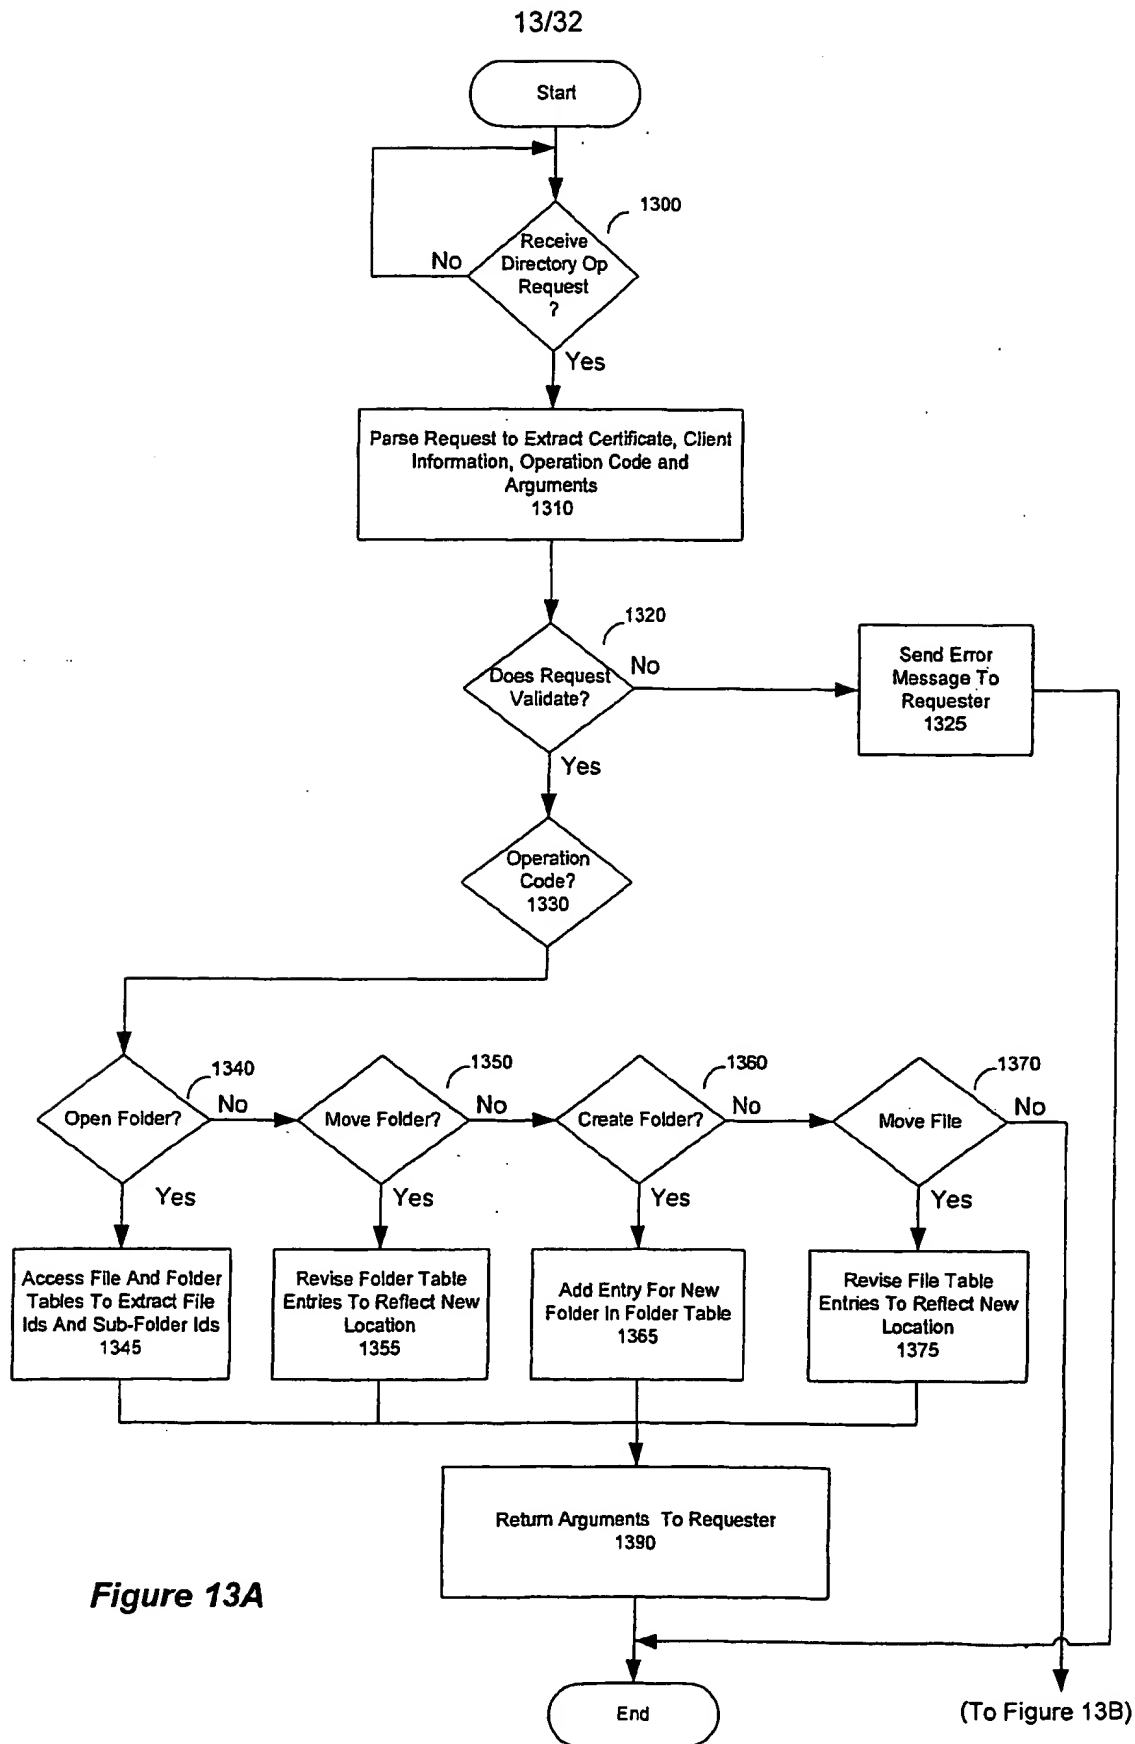 13/32
Start
1300
Receive
Directory Op
Request
?
No
Yes
Parse Request to Extract Certificate, Client
Information, Operation Code and
Arguments
1310
1320
Does Request
Validate?
No
Send Error
Message To
Requester
1325
Yes
Operation
Code?
1330
1340
Open Folder?
No
1350
Move Folder?
No
1360
Create Folder?
No
1370
Move File
No
Yes
Yes
Yes
Yes
Access File And Folder
Tables To Extract File
Ids And Sub-Folder Ids
1345
Revise Folder Table
Entries To Reflect New
Location
1355
Add Entry For New
Folder In Folder Table
1365
Revise File Table
Entries To Reflect New
Location
1375
Return Arguments To Requester
1390
Figure 13A
End
(To Figure 13B)